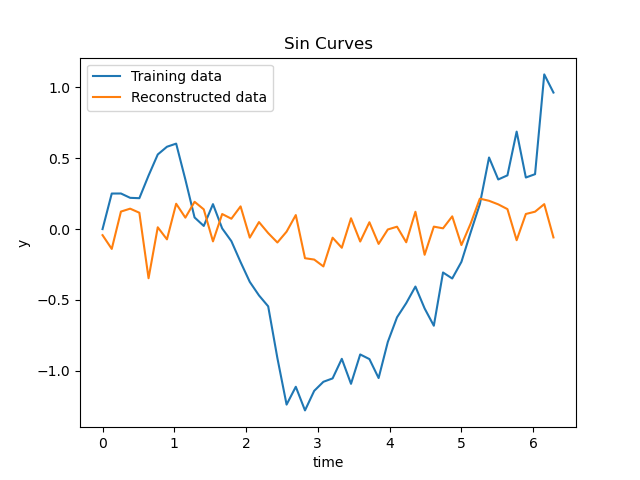 Sin Curves
Training data
Reconstructed data
1.0
0.5
0.0
−0.5
−1.0
y
0 1 2 3 4 5 6
time